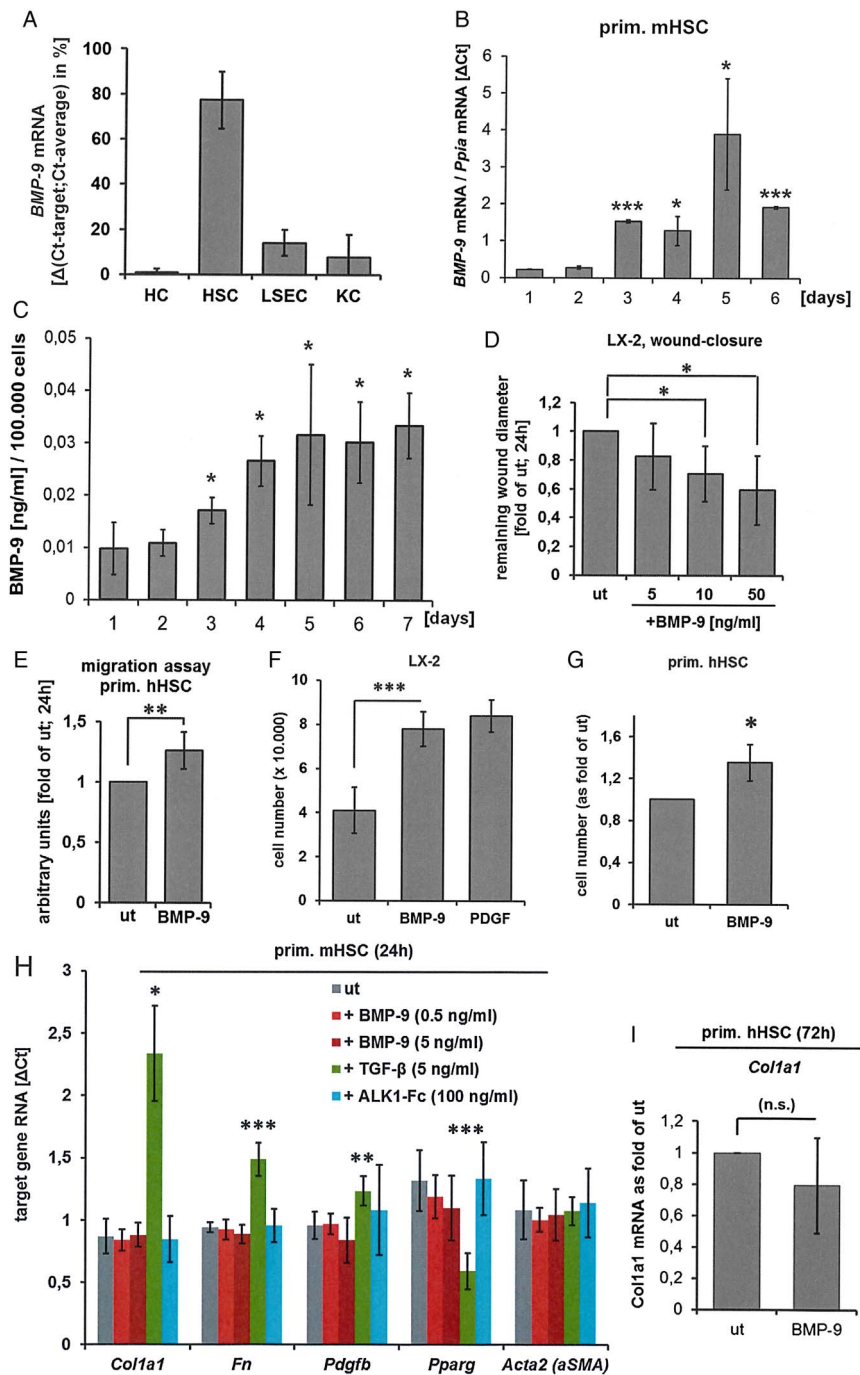 A
BMP-9 mRNA
[Δ(Ct-target;Ct-average) in %]
100
80
60
40
20
0
HC HSC LSEC KC
B
prim. mHSC
BMP-9 mRNA / Ppia mRNA [ΔCt]
6
5
4
3
2
1
0
*** * * ***
1 2 3 4 5 6 [days]
C
BMP-9 [ng/ml] / 100.000 cells
0,05
0,04
0,03
0,02
0,01
0
* * * * *
1 2 3 4 5 6 7 [days]
D
LX-2, wound-closure
remaining wound diameter
[fold of ut; 24h]
1,2
1
0,8
0,6
0,4
0,2
0
*
*
ut 5 10 50
+BMP-9 [ng/ml]
E
migration assay
prim. hHSC
arbitrary units [fold of ut; 24h]
1,5
1
0,5
0
**
ut BMP-9
F
LX-2
cell number (x 10.000)
10
8
6
4
2
0
***
ut BMP-9 PDGF
G
prim. hHSC
cell number (as fold of ut)
1,6
1,2
0,8
0,4
0
*
ut BMP-9
H
prim. mHSC (24h)
target gene RNA [ΔCt]
3
2,5
2
1,5
1
0,5
0
ut
+ BMP-9 (0.5 ng/ml)
+ BMP-9 (5 ng/ml)
+ TGF-β (5 ng/ml)
+ ALK1-Fc (100 ng/ml)
* *** ** ***
Col1a1 Fn Pdgfb Pparg Acta2 (aSMA)
I
prim. hHSC (72h)
Col1a1
(n.s.)
Col1a1 mRNA as fold of ut
1,2
1
0,8
0,6
0,4
0,2
0
ut BMP-9